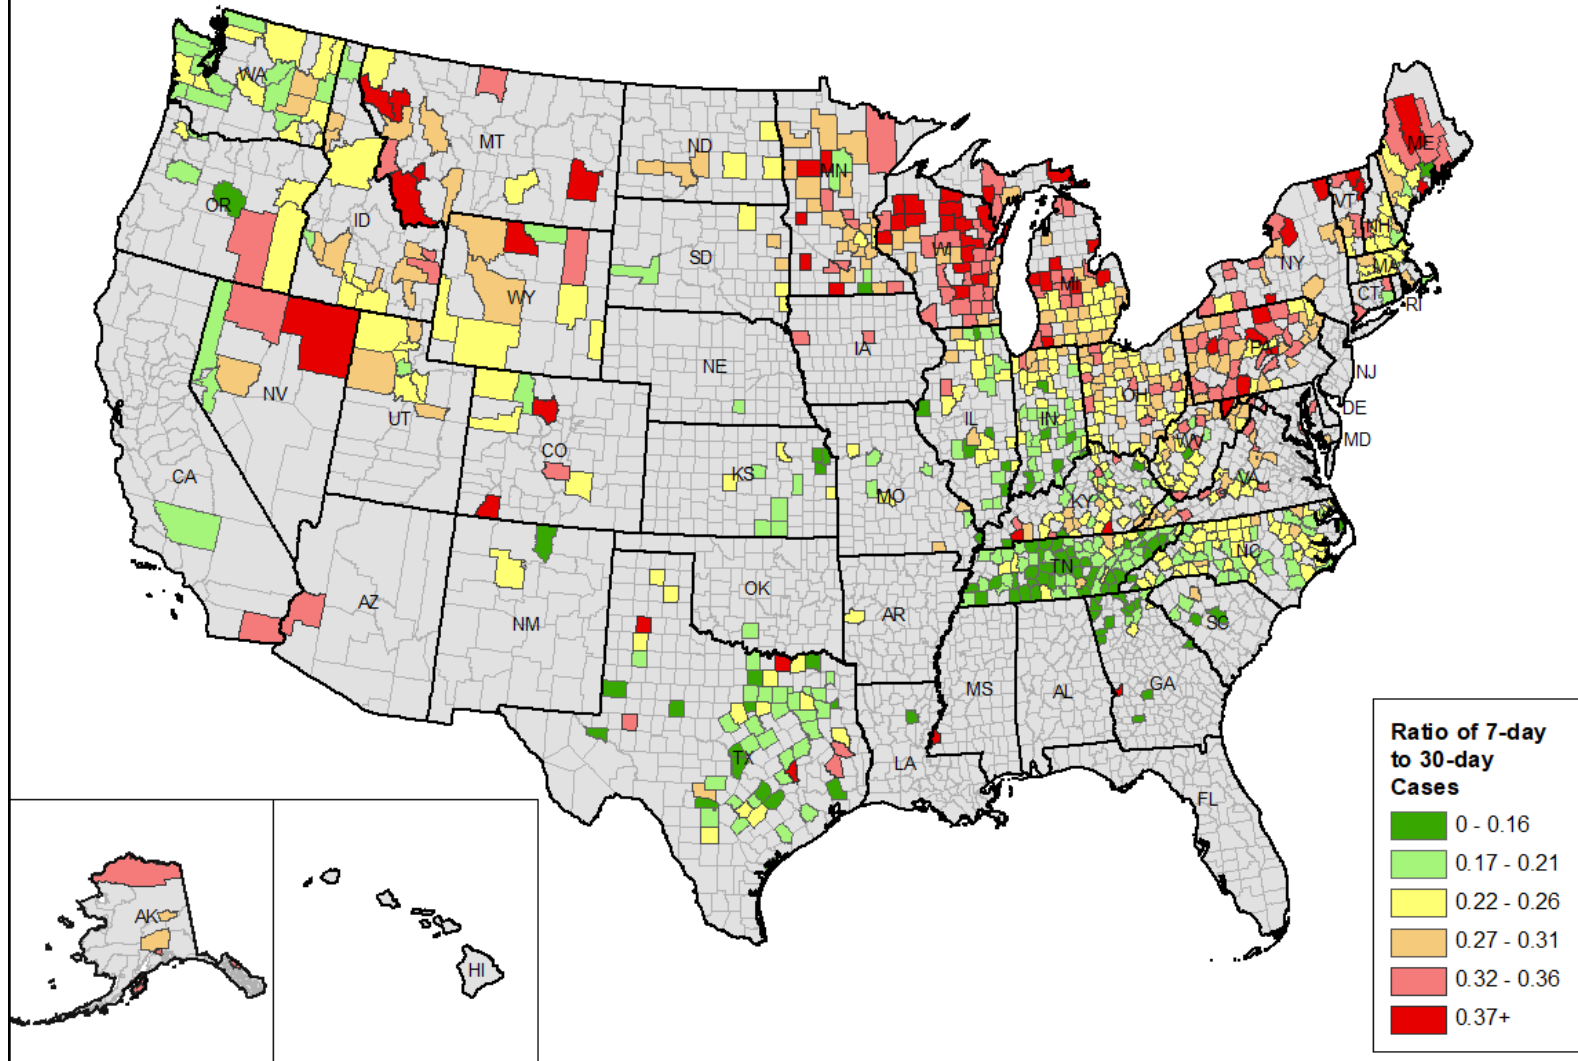 WA
MT
ND
MN
ME
OR
ID
SD
WI
VT
NH
NY
MA
WY
MI
CT
RI
IA
PA
NE
NJ
NV
UT
IL
IN
OH
DE
MD
CO
WV
CA
KS
MO
VA
KY
NC
TN
OK
AZ
AR
NM
SC
MS
AL
GA
TX
LA
FL
AK
HI
Ratio of 7-day
to 30-day
Cases
0 - 0.16
0.17 - 0.21
0.22 - 0.26
0.27 - 0.31
0.32 - 0.36
0.37+